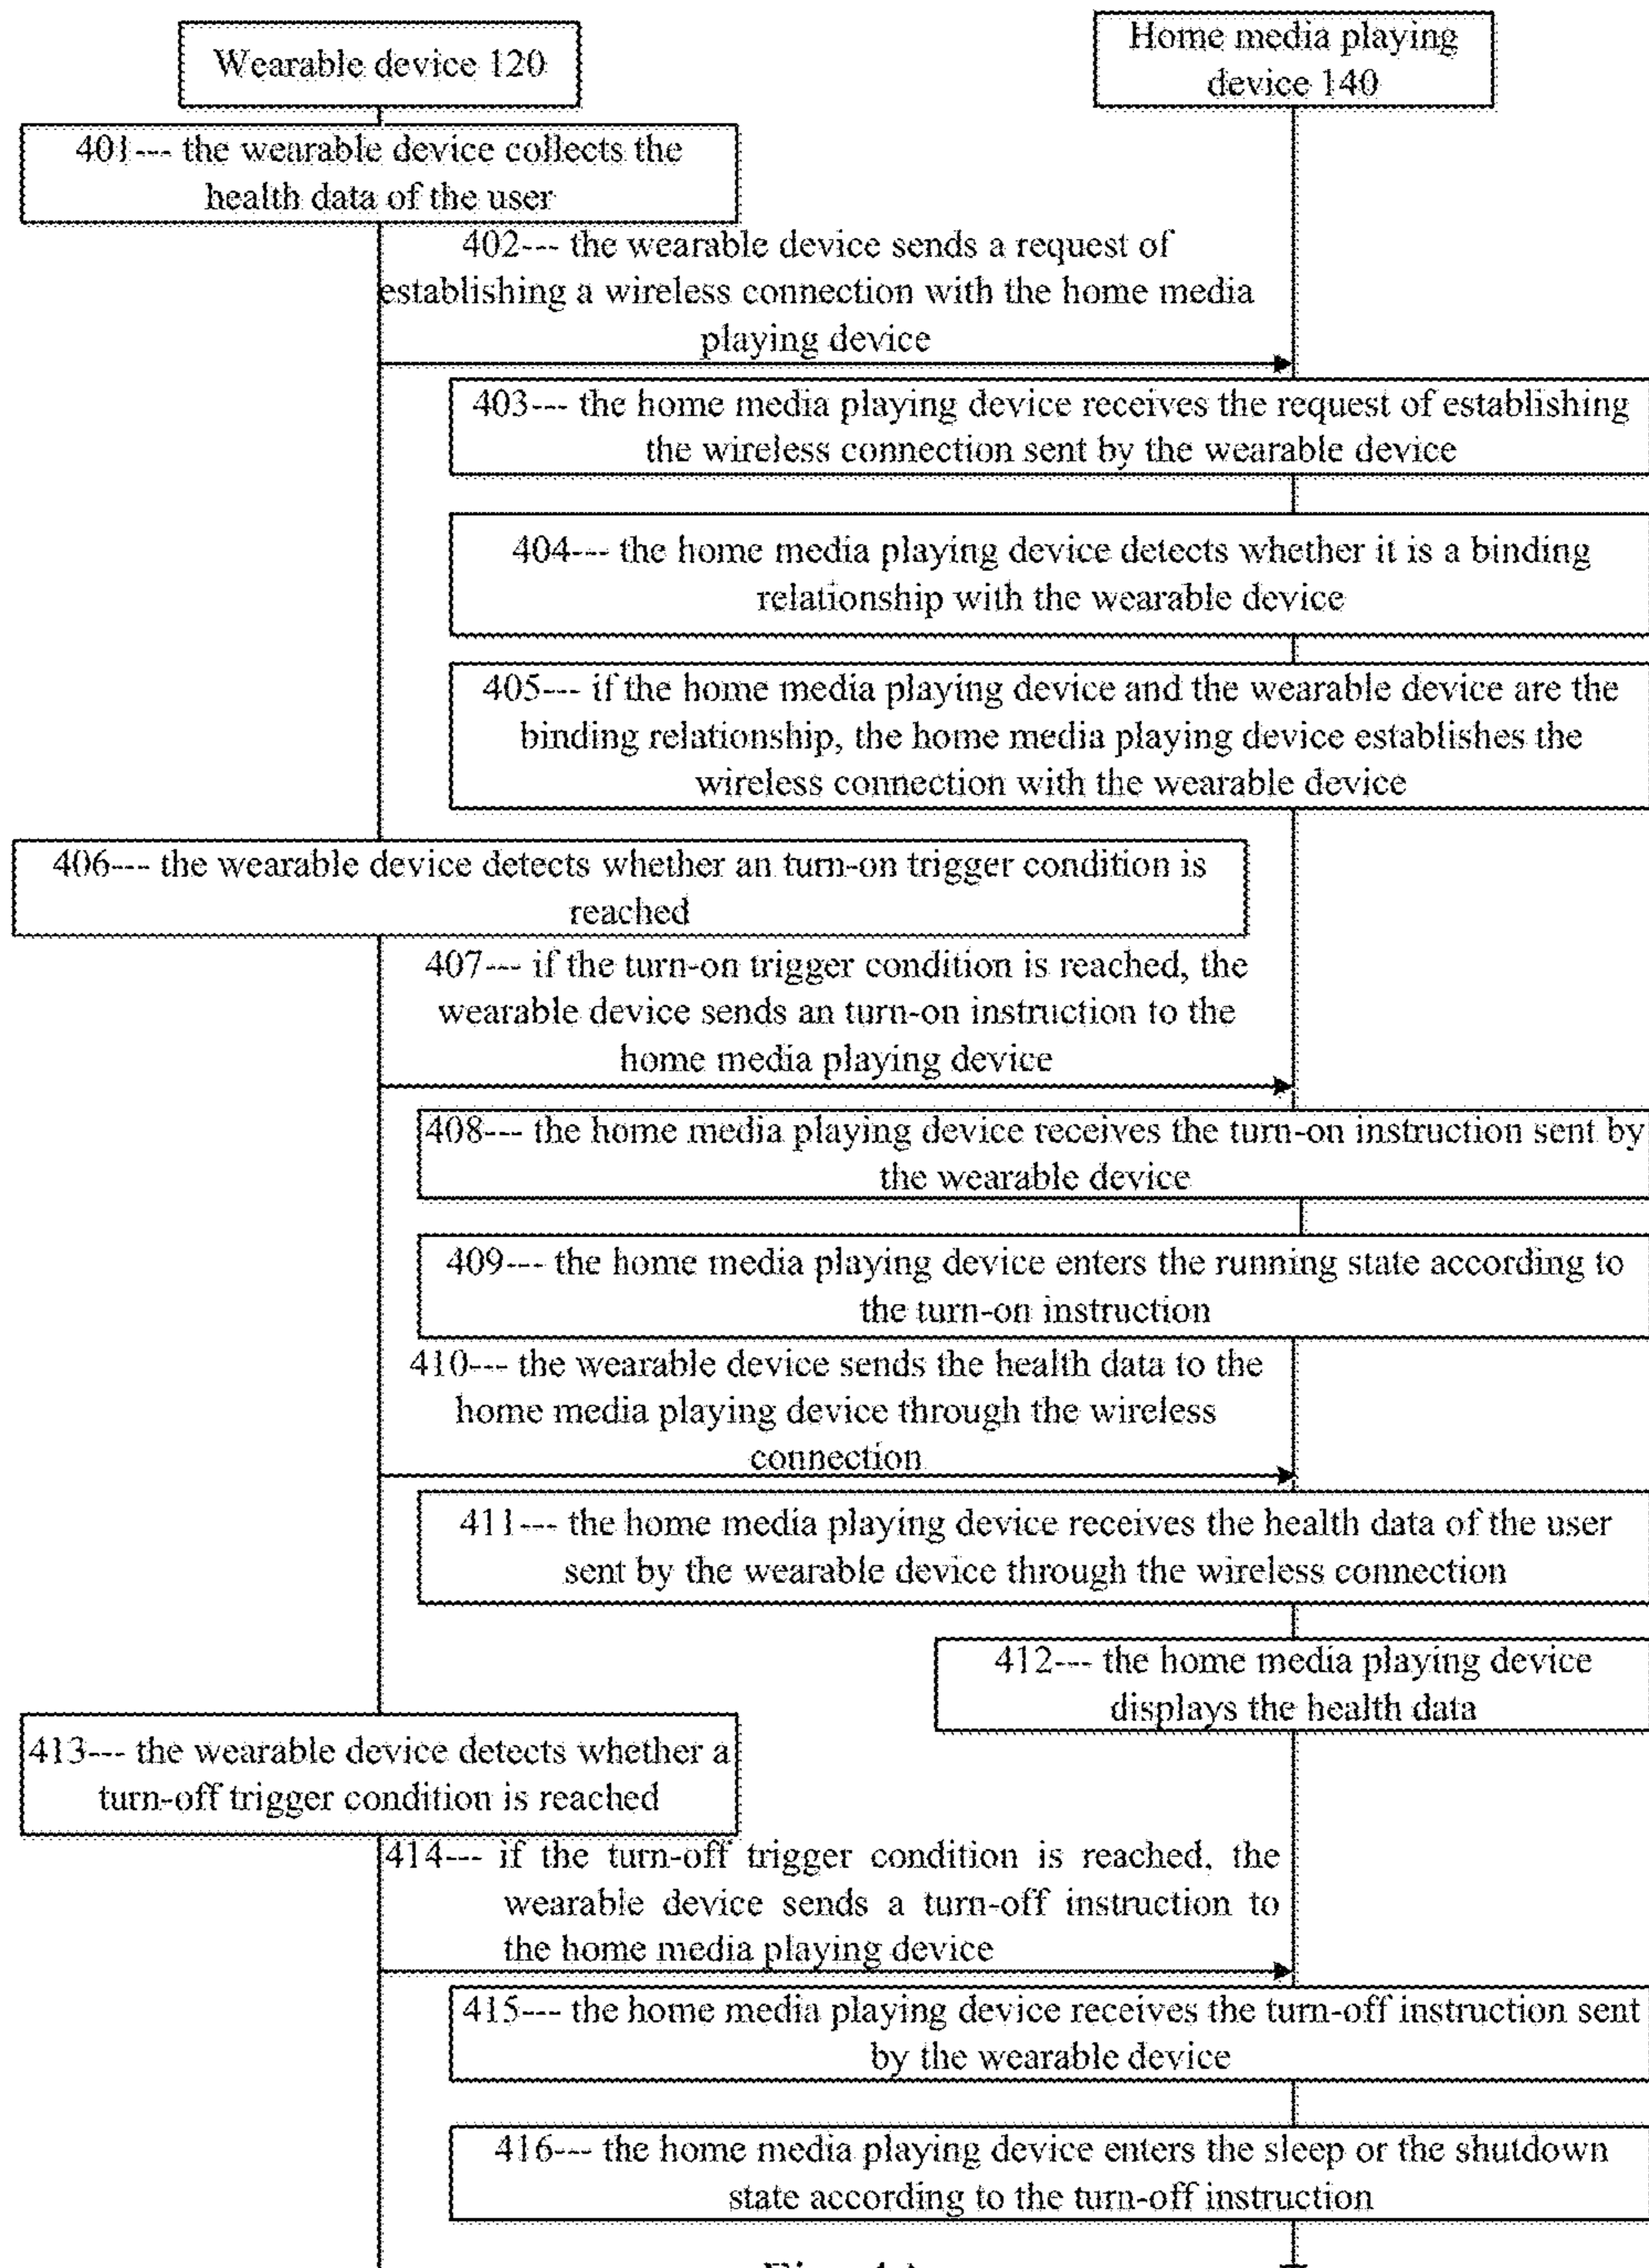 Wearable device 120
Home media playing
device 140
401--- the wearable device collects the
health data of the user
402--- the wearable device sends a request of
establishing a wireless connection with the home media
playing device
403--- the home media playing device receives the request of establishing
the wireless connection sent by the wearable device
404--- the home media playing device detects whether it is a binding
relationship with the wearable device
405--- if the home media playing device and the wearable device are the
binding relationship, the home media playing device establishes the
wireless connection with the wearable device
406--- the wearable device detects whether an turn-on trigger condition is
reached
407--- if the turn-on trigger condition is reached, the
wearable device sends an turn-on instruction to the
home media playing device
408--- the home media playing device receives the turn-on instruction sent by
the wearable device
409--- the home media playing device enters the running state according to
the turn-on instruction
410--- the wearable device sends the health data to the
home media playing device through the wireless
connection
411--- the home media playing device receives the health data of the user
sent by the wearable device through the wireless connection
412--- the home media playing device
displays the health data
413--- the wearable device detects whether a
turn-off trigger condition is reached
414--- if the turn-off trigger condition is reached, the
wearable device sends a turn-off instruction to
the home media playing device
415--- the home media playing device receives the turn-off instruction sent
by the wearable device
416--- the home media playing device enters the sleep or the shutdown
state according to the turn-off instruction